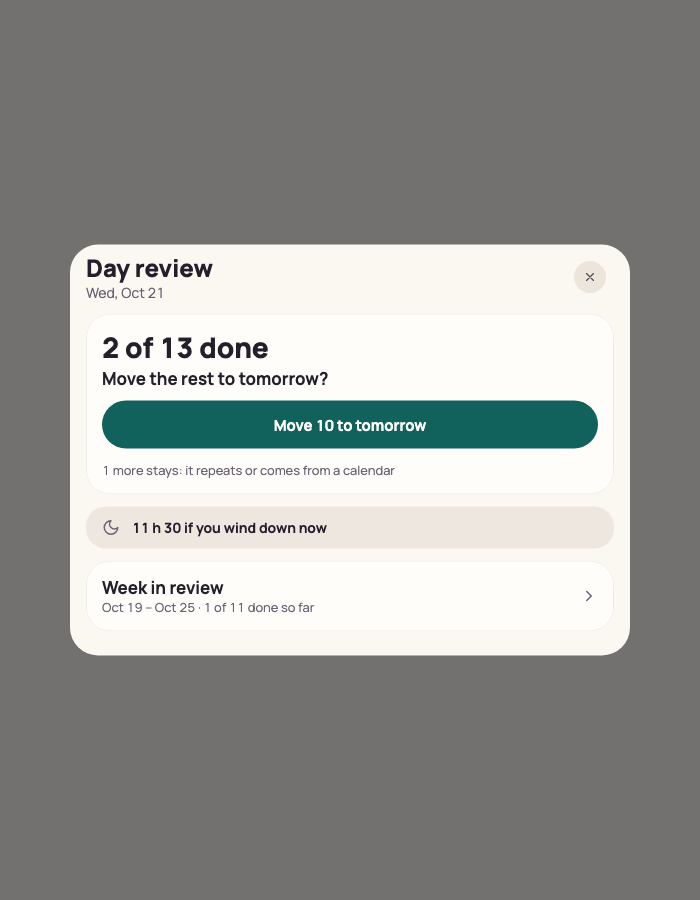 Day review
Wed, Oct 21
2 of 13 done
Move the rest to tomorrow?
Move 10 to tomorrow
1 more stays: it repeats or comes from a calendar
11 h 30 if you wind down now
Week in review
Oct 19 – Oct 25 · 1 of 11 done so far